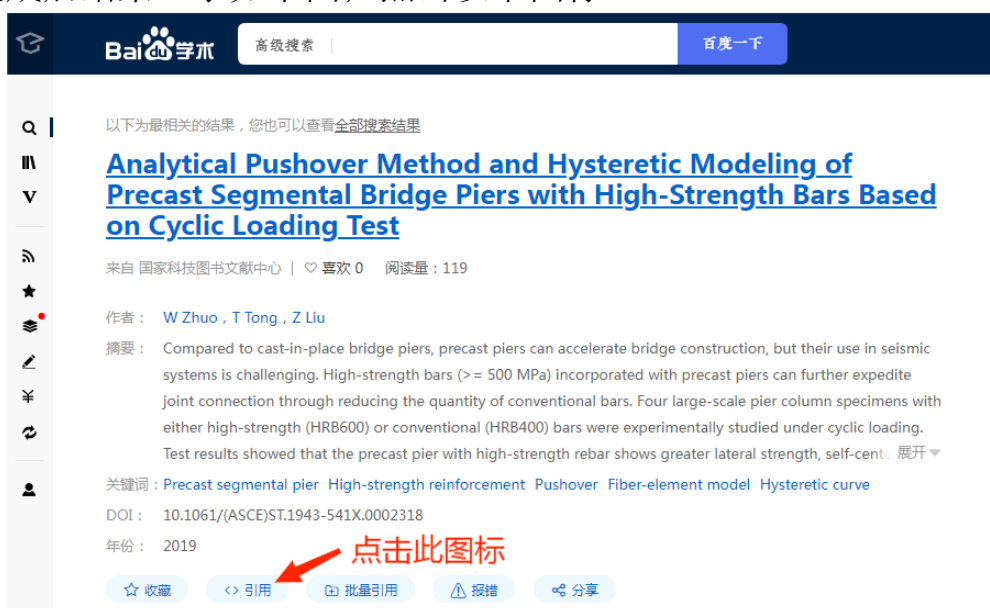 Bai du 学术 高级搜索 百度一下
以下为最相关的结果，您也可以查看全部搜索结果
Analytical Pushover Method and Hysteretic Modeling of
Precast Segmental Bridge Piers with High-Strength Bars Based
on Cyclic Loading Test
来自 国家科技图书文献中心 | ♡ 喜欢 0 阅读量：119
作者： W Zhuo，T Tong，Z Liu
摘要： Compared to cast-in-place bridge piers, precast piers can accelerate bridge construction, but their use in seismic
systems is challenging. High-strength bars (>= 500 MPa) incorporated with precast piers can further expedite
joint connection through reducing the quantity of conventional bars. Four large-scale pier column specimens with
either high-strength (HRB600) or conventional (HRB400) bars were experimentally studied under cyclic loading.
Test results showed that the precast pier with high-strength rebar shows greater lateral strength, self-cente 展开
关键词：Precast segmental pier High-strength reinforcement Pushover Fiber-element model Hysteretic curve
DOI： 10.1061/(ASCE)ST.1943-541X.0002318
年份： 2019
点击此图标
收藏 <> 引用 批量引用 报错 分享